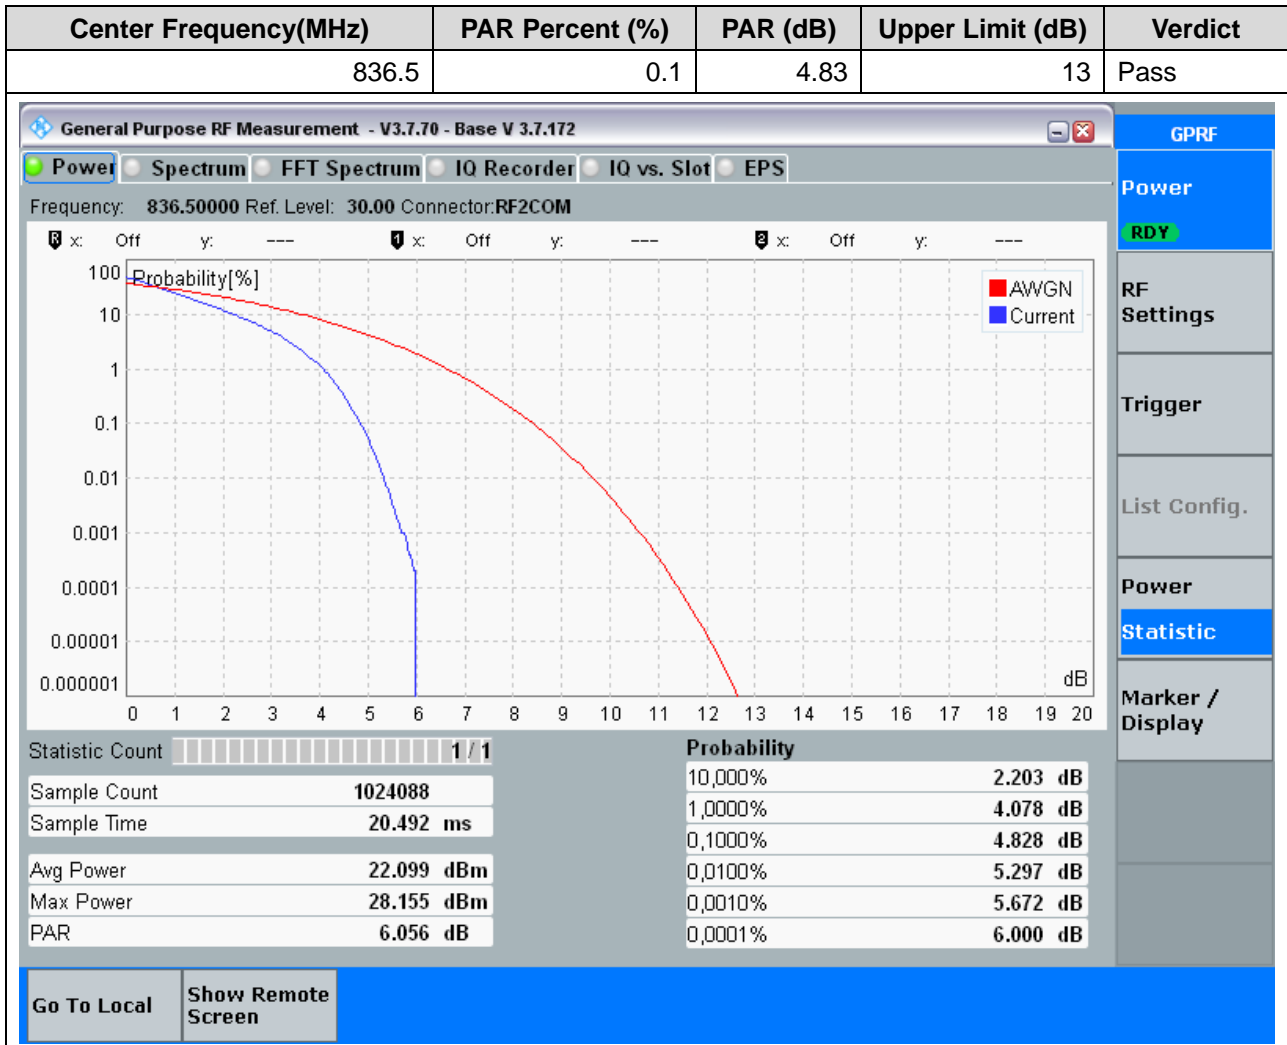 Center Frequency(MHz) PAR Percent (%) PAR (dB) Upper Limit (dB) Verdict
836.5 0.1 4.83 13 Pass
General Purpose RF Measurement - V3.7.70 - Base V 3.7.172
GPRF
Power Spectrum FFT Spectrum IQ Recorder IQ vs. Slot EPS
Power
RDY
Frequency: 836.50000 Ref. Level: 30.00 Connector:RF2COM
R x: Off y: --- 1 x: Off y: --- 2 x: Off y: ---
Probability[%]
100
10
1
0.1
0.01
0.001
0.0001
0.00001
0.000001
AWGN
Current
dB
0 1 2 3 4 5 6 7 8 9 10 11 12 13 14 15 16 17 18 19 20
RF
Settings
Trigger
List Config.
Power
Statistic
Marker /
Display
Statistic Count 1 / 1
Sample Count 1024088
Sample Time 20.492 ms
Avg Power 22.099 dBm
Max Power 28.155 dBm
PAR 6.056 dB
Probability
10,000% 2.203 dB
1,0000% 4.078 dB
0,1000% 4.828 dB
0,0100% 5.297 dB
0,0010% 5.672 dB
0,0001% 6.000 dB
Go To Local
Show Remote
Screen